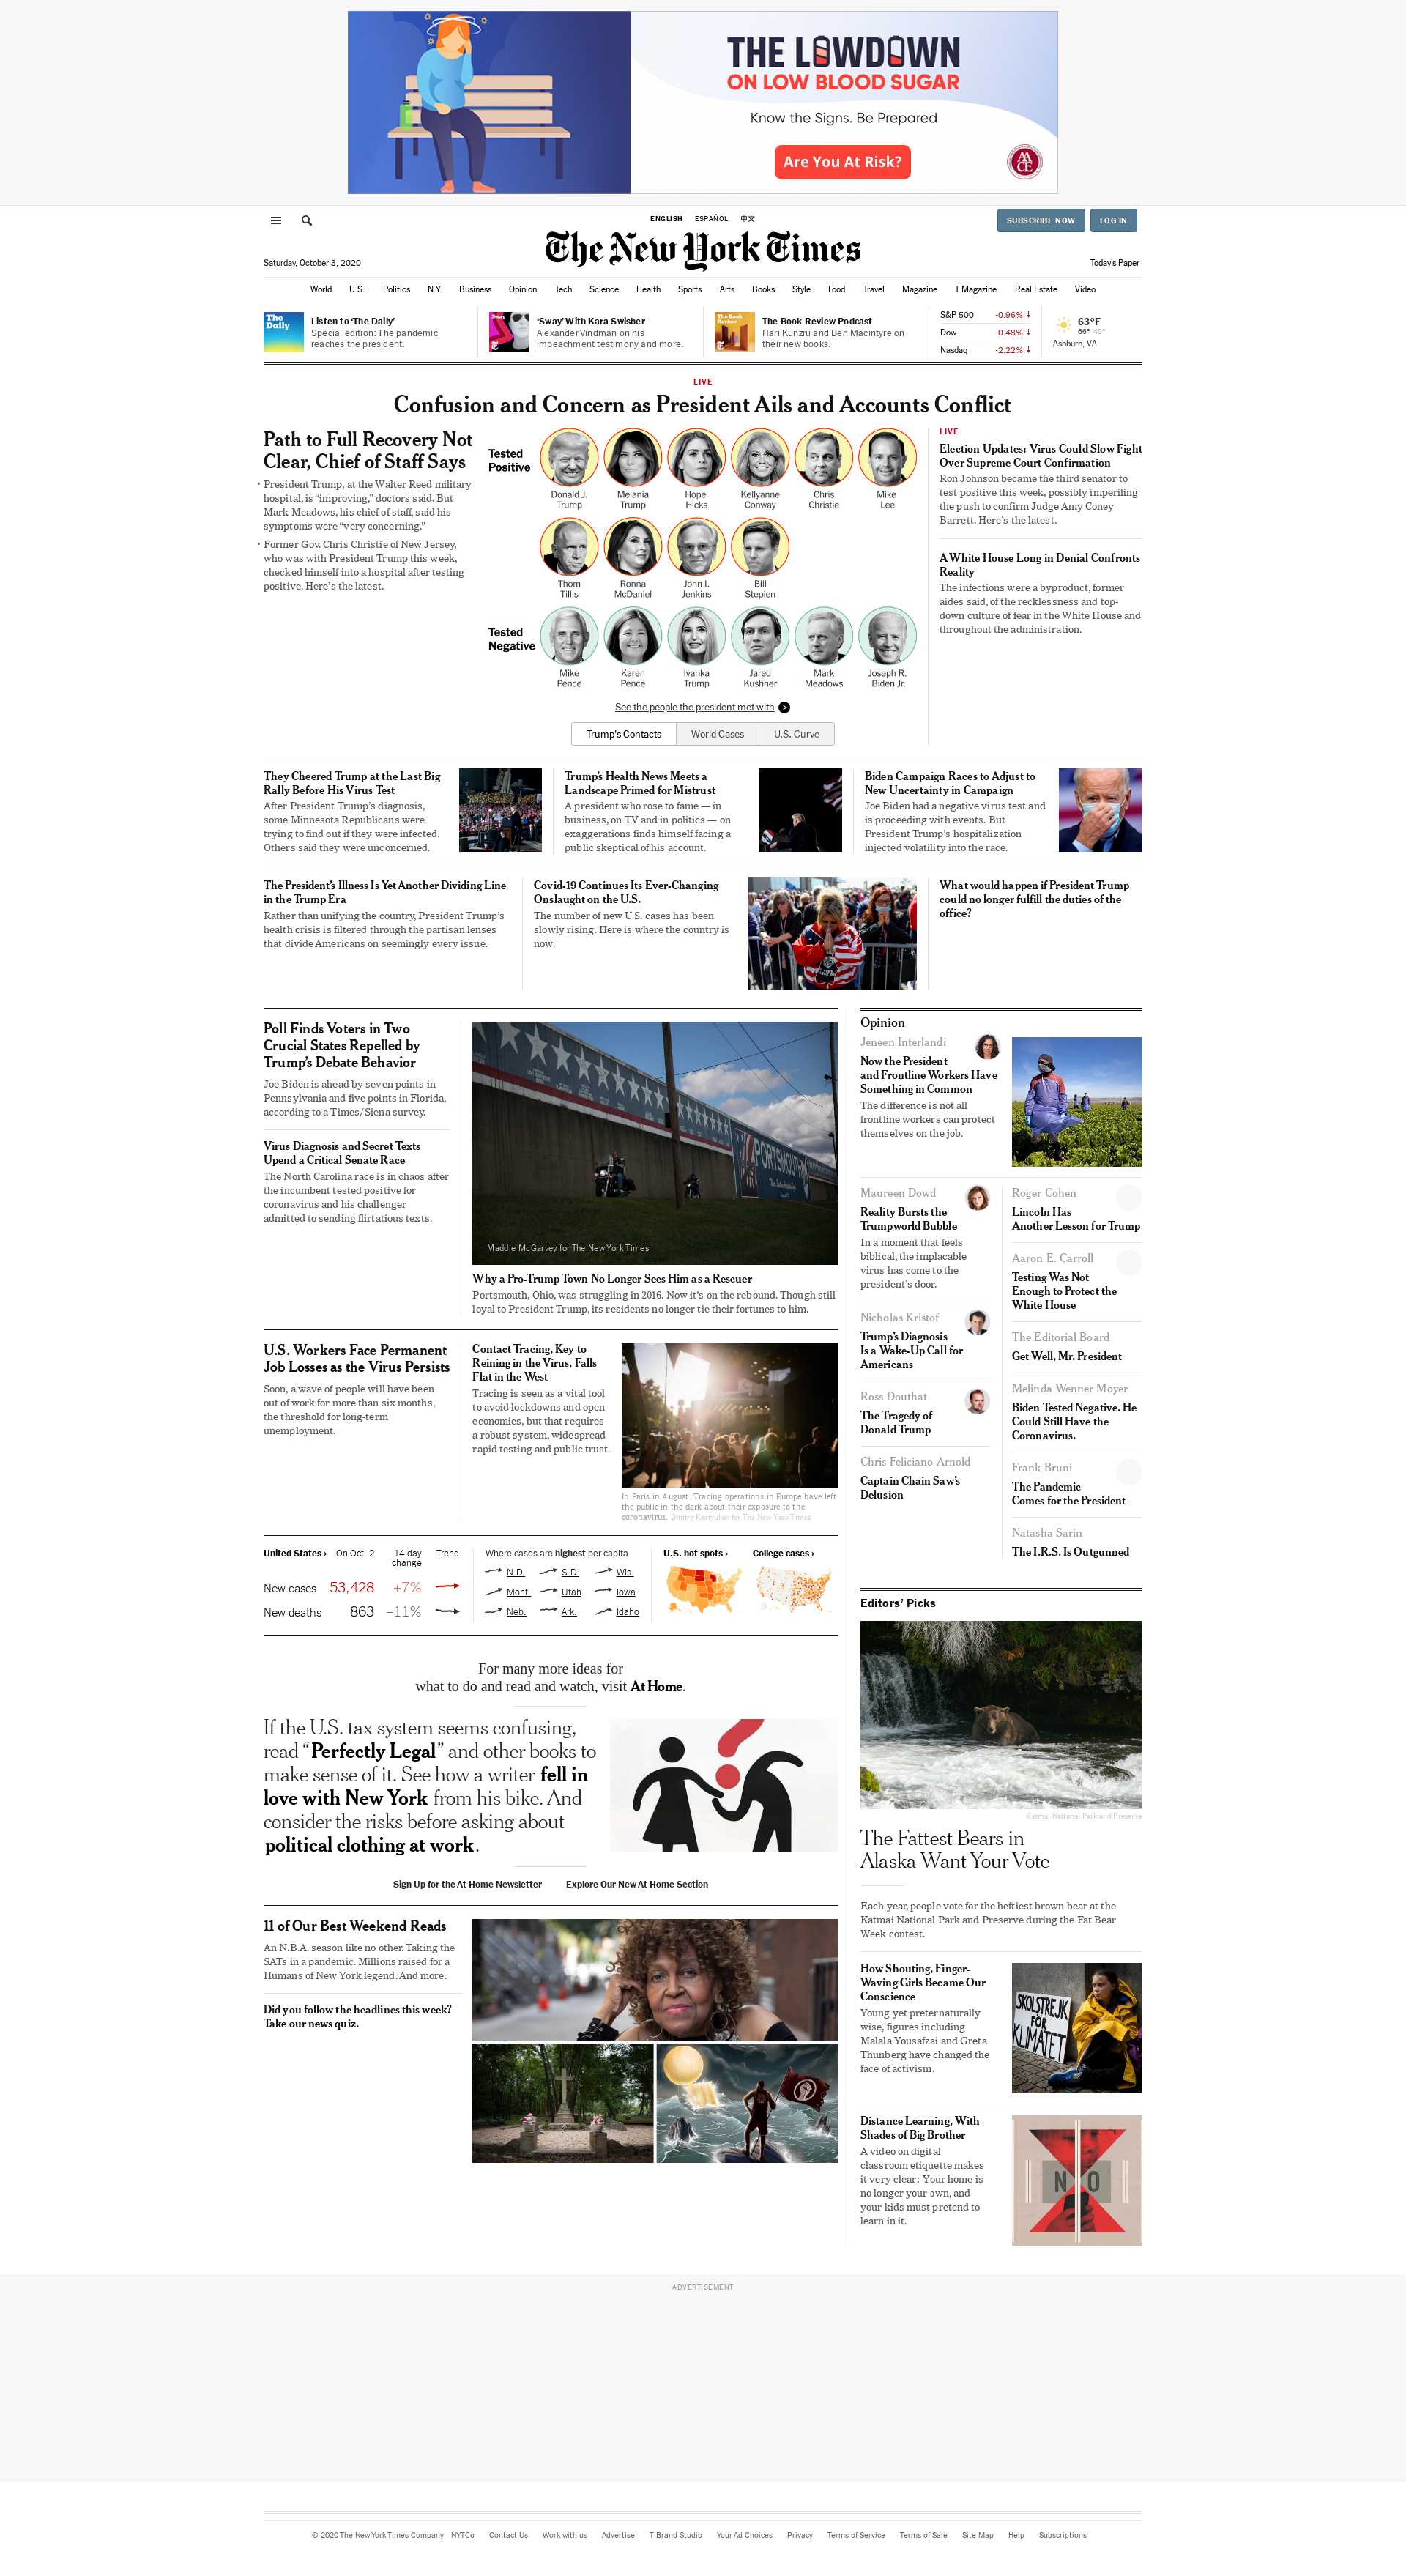 THE LOWDOWN
ON LOW BLOOD SUGAR
Know the Signs. Be Prepared
Are You At Risk?
AACE
ENGLISH ESPAÑOL 中文
SUBSCRIBE NOW LOG IN
The New York Times
Saturday, October 3, 2020
Today's Paper
World U.S. Politics N.Y. Business Opinion Tech Science Health Sports Arts Books Style Food Travel Magazine T Magazine Real Estate Video
The Daily
Listen to ‘The Daily’
Special edition: The pandemic
reaches the president.
Sway
‘Sway’ With Kara Swisher
Alexander Vindman on his
impeachment testimony and more.
The Book Review
The Book Review Podcast
Hari Kunzru and Ben Macintyre on
their new books.
S&P 500 -0.96%
Dow -0.48%
Nasdaq -2.22%
63°F
66° 40°
Ashburn, VA
LIVE
Confusion and Concern as President Ails and Accounts Conflict
Path to Full Recovery Not
Clear, Chief of Staff Says
• President Trump, at the Walter Reed military
hospital, is “improving,” doctors said. But
Mark Meadows, his chief of staff, said his
symptoms were “very concerning.”
• Former Gov. Chris Christie of New Jersey,
who was with President Trump this week,
checked himself into a hospital after testing
positive. Here’s the latest.
Tested
Positive
Donald J.
Trump
Melania
Trump
Hope
Hicks
Kellyanne
Conway
Chris
Christie
Mike
Lee
Thom
Tillis
Ronna
McDaniel
John I.
Jenkins
Bill
Stepien
Tested
Negative
Mike
Pence
Karen
Pence
Ivanka
Trump
Jared
Kushner
Mark
Meadows
Joseph R.
Biden Jr.
See the people the president met with
Trump’s Contacts World Cases U.S. Curve
LIVE
Election Updates: Virus Could Slow Fight
Over Supreme Court Confirmation
Ron Johnson became the third senator to
test positive this week, possibly imperiling
the push to confirm Judge Amy Coney
Barrett. Here’s the latest.
A White House Long in Denial Confronts
Reality
The infections were a byproduct, former
aides said, of the recklessness and top-
down culture of fear in the White House and
throughout the administration.
They Cheered Trump at the Last Big
Rally Before His Virus Test
After President Trump’s diagnosis,
some Minnesota Republicans were
trying to find out if they were infected.
Others said they were unconcerned.
Trump’s Health News Meets a
Landscape Primed for Mistrust
A president who rose to fame — in
business, on TV and in politics — on
exaggerations finds himself facing a
public skeptical of his account.
Biden Campaign Races to Adjust to
New Uncertainty in Campaign
Joe Biden had a negative virus test and
is proceeding with events. But
President Trump’s hospitalization
injected volatility into the race.
The President’s Illness Is Yet Another Dividing Line
in the Trump Era
Rather than unifying the country, President Trump’s
health crisis is filtered through the partisan lenses
that divide Americans on seemingly every issue.
Covid-19 Continues Its Ever-Changing
Onslaught on the U.S.
The number of new U.S. cases has been
slowly rising. Here is where the country is
now.
What would happen if President Trump
could no longer fulfill the duties of the
office?
Poll Finds Voters in Two
Crucial States Repelled by
Trump’s Debate Behavior
Joe Biden is ahead by seven points in
Pennsylvania and five points in Florida,
according to a Times/Siena survey.
Virus Diagnosis and Secret Texts
Upend a Critical Senate Race
The North Carolina race is in chaos after
the incumbent tested positive for
coronavirus and his challenger
admitted to sending flirtatious texts.
PORTSMOUTH
Maddie McGarvey for The New York Times
Why a Pro-Trump Town No Longer Sees Him as a Rescuer
Portsmouth, Ohio, was struggling in 2016. Now it’s on the rebound. Though still
loyal to President Trump, its residents no longer tie their fortunes to him.
U.S. Workers Face Permanent
Job Losses as the Virus Persists
Soon, a wave of people will have been
out of work for more than six months,
the threshold for long-term
unemployment.
Contact Tracing, Key to
Reining in the Virus, Falls
Flat in the West
Tracing is seen as a vital tool
to avoid lockdowns and open
economies, but that requires
a robust system, widespread
rapid testing and public trust.
In Paris in August. Tracing operations in Europe have left
the public in the dark about their exposure to the
coronavirus. Dmitry Kostyukov for The New York Times
United States › On Oct. 2 14-day
change Trend
New cases 53,428 +7%
New deaths 863 –11%
Where cases are highest per capita
N.D. S.D. Wis.
Mont. Utah Iowa
Neb. Ark. Idaho
U.S. hot spots › College cases ›
For many more ideas for
what to do and read and watch, visit At Home.
If the U.S. tax system seems confusing,
read “Perfectly Legal” and other books to
make sense of it. See how a writer fell in
love with New York from his bike. And
consider the risks before asking about
political clothing at work.
Sign Up for the At Home Newsletter Explore Our New At Home Section
11 of Our Best Weekend Reads
An N.B.A. season like no other. Taking the
SATs in a pandemic. Millions raised for a
Humans of New York legend. And more.
Did you follow the headlines this week?
Take our news quiz.
Opinion
Jeneen Interlandi
Now the President
and Frontline Workers Have
Something in Common
The difference is not all
frontline workers can protect
themselves on the job.
Maureen Dowd
Reality Bursts the
Trumpworld Bubble
In a moment that feels
biblical, the implacable
virus has come to the
president’s door.
Nicholas Kristof
Trump’s Diagnosis
Is a Wake-Up Call for
Americans
Ross Douthat
The Tragedy of
Donald Trump
Chris Feliciano Arnold
Captain Chain Saw’s
Delusion
Roger Cohen
Lincoln Has
Another Lesson for Trump
Aaron E. Carroll
Testing Was Not
Enough to Protect the
White House
The Editorial Board
Get Well, Mr. President
Melinda Wenner Moyer
Biden Tested Negative. He
Could Still Have the
Coronavirus.
Frank Bruni
The Pandemic
Comes for the President
Natasha Sarin
The I.R.S. Is Outgunned
Editors’ Picks
Katmai National Park and Preserve
The Fattest Bears in
Alaska Want Your Vote
Each year, people vote for the heftiest brown bear at the
Katmai National Park and Preserve during the Fat Bear
Week contest.
How Shouting, Finger-
Waving Girls Became Our
Conscience
Young yet preternaturally
wise, figures including
Malala Yousafzai and Greta
Thunberg have changed the
face of activism.
SKOLSTREJK
FÖR
KLIMATET
Distance Learning, With
Shades of Big Brother
A video on digital
classroom etiquette makes
it very clear: Your home is
no longer your own, and
your kids must pretend to
learn in it.
NO
ADVERTISEMENT
© 2020 The New York Times Company NYTCo Contact Us Work with us Advertise T Brand Studio Your Ad Choices Privacy Terms of Service Terms of Sale Site Map Help Subscriptions